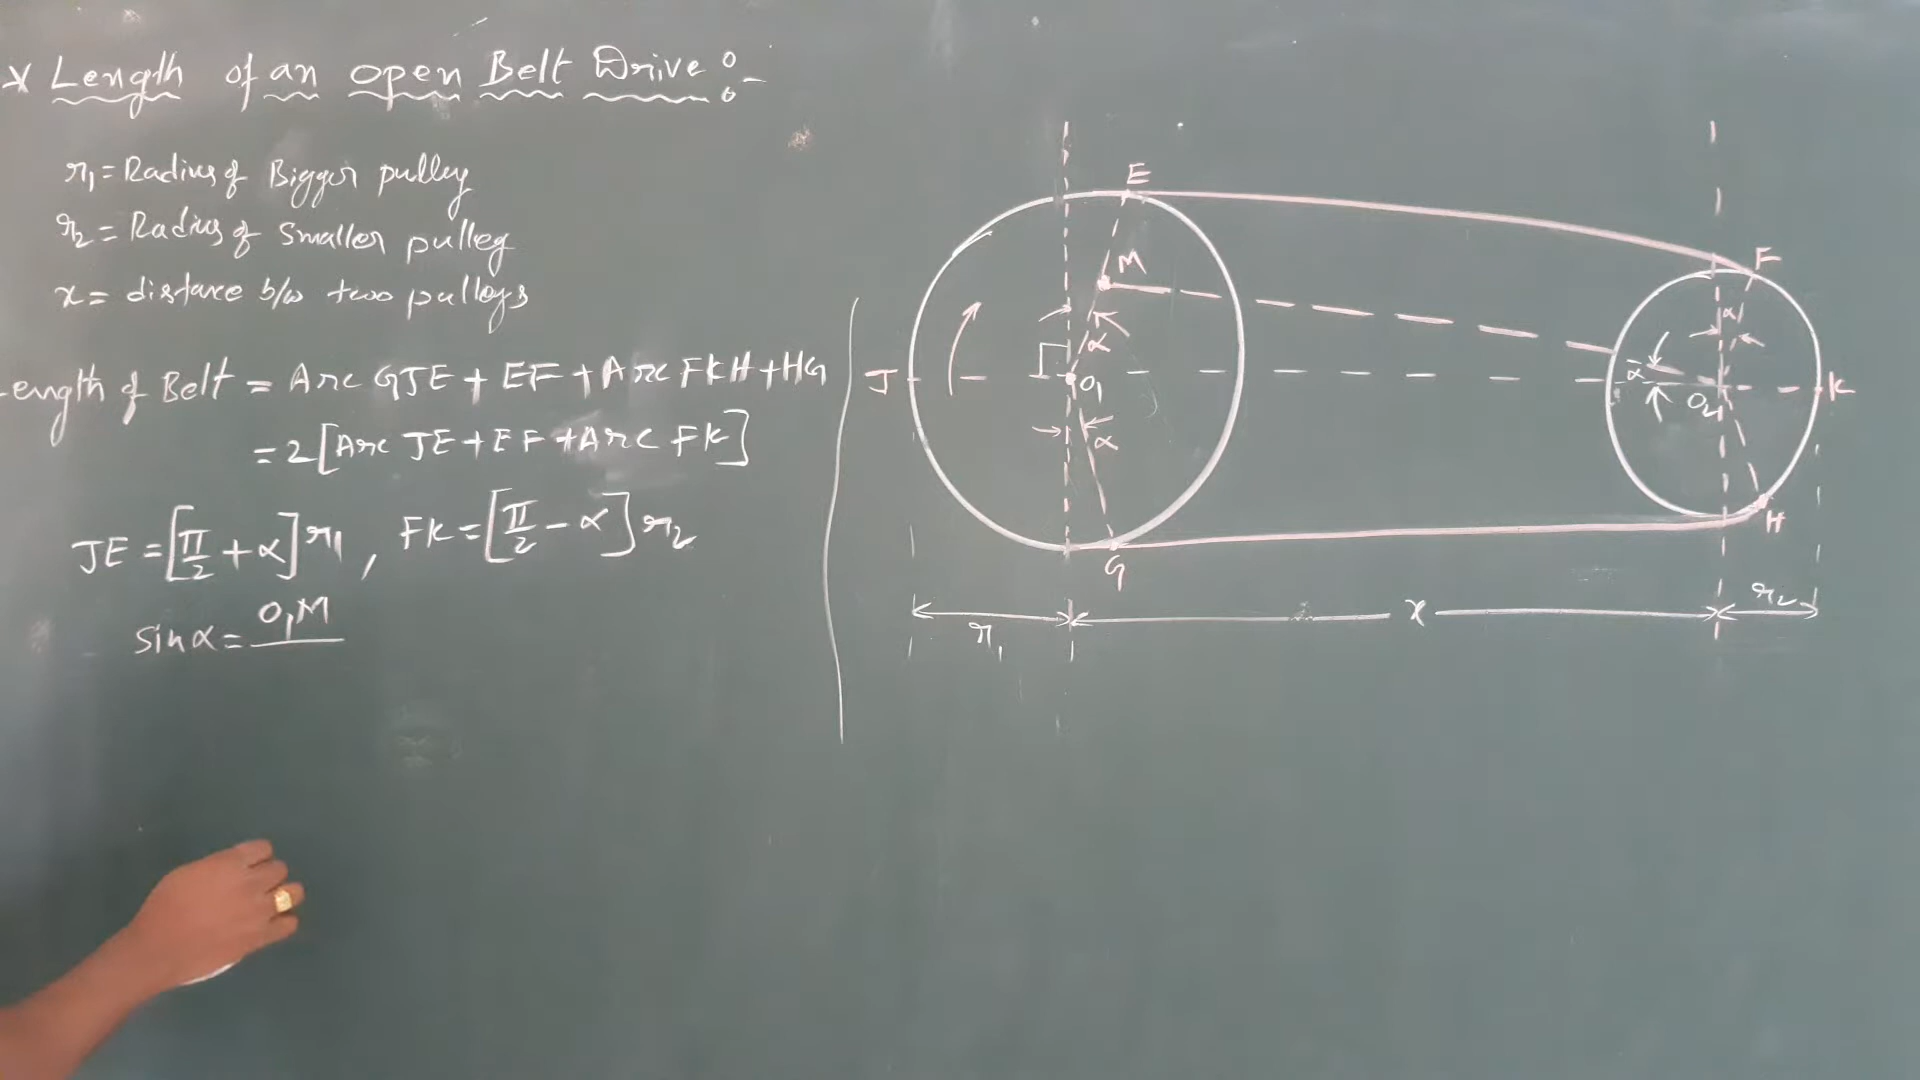 * Length of an open Belt Drive :-
r₁ = Radius of Bigger pulley
r₂ = Radius of Smaller pulley
x = distance b/w two pulleys
Length of Belt = Arc GJE + EF + Arc FKH + HG
= 2 [Arc JE + EF + Arc FK]
JE = [π/2 + α] r₁ , FK = [π/2 - α] r₂
sin α = O₁M
E
M
F
α
α
J
O₁
α
O₂
K
α
G
H
r₁
x
r₂